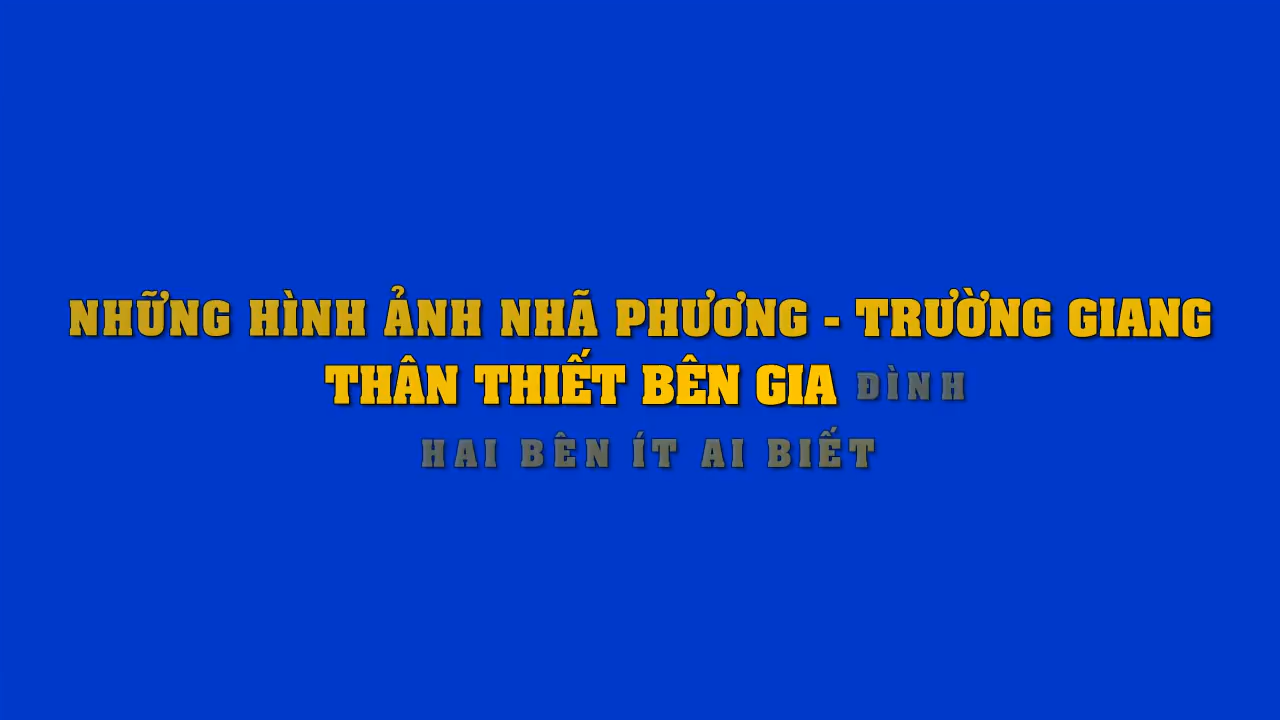 NHỮNG HÌNH ẢNH NHÃ PHƯƠNG - TRƯỜNG GIANG
THÂN THIẾT BÊN GIA ĐÌNH
HAI BÊN ÍT AI BIẾT